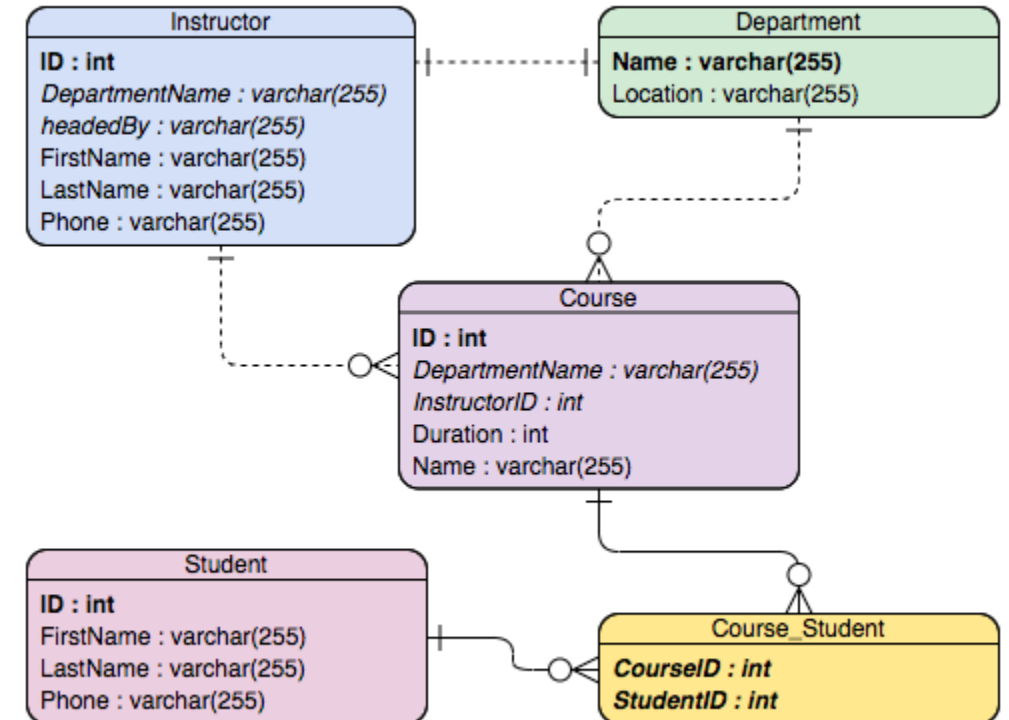 Instructor
ID : int
DepartmentName : varchar(255)
headedBy : varchar(255)
FirstName : varchar(255)
LastName : varchar(255)
Phone : varchar(255)
Department
Name : varchar(255)
Location : varchar(255)
Course
ID : int
DepartmentName : varchar(255)
InstructorID : int
Duration : int
Name : varchar(255)
Student
ID : int
FirstName : varchar(255)
LastName : varchar(255)
Phone : varchar(255)
Course_Student
CourseID : int
StudentID : int